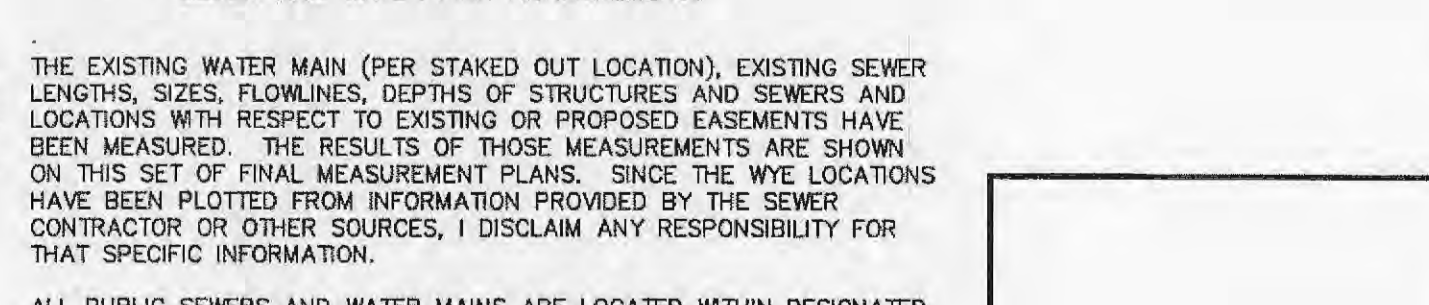 THE EXISTING WATER MAIN (PER STAKED OUT LOCATION), EXISTING SEWER
LENGTHS, SIZES, FLOWLINES, DEPTHS OF STRUCTURES AND SEWERS AND
LOCATIONS WITH RESPECT TO EXISTING OR PROPOSED EASEMENTS HAVE
BEEN MEASURED. THE RESULTS OF THOSE MEASUREMENTS ARE SHOWN
ON THIS SET OF FINAL MEASUREMENT PLANS. SINCE THE WYE LOCATIONS
HAVE BEEN PLOTTED FROM INFORMATION PROVIDED BY THE SEWER
CONTRACTOR OR OTHER SOURCES, I DISCLAIM ANY RESPONSIBILITY FOR
THAT SPECIFIC INFORMATION.
ALL PUBLIC SEWERS AND WATER MAINS ARE LOCATED WITHIN DESIGNATED